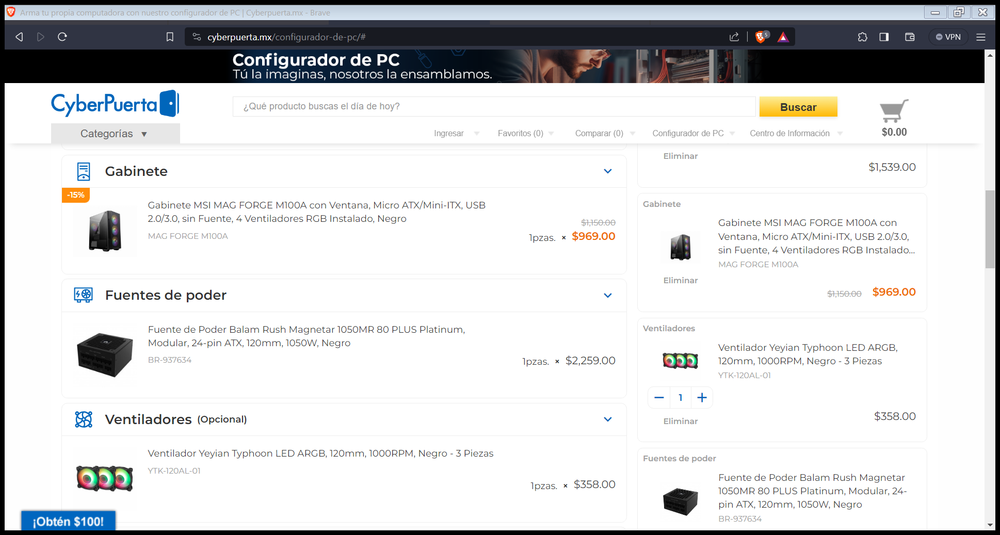 Arma tu propia computadora con nuestro configurador de PC | Cyberpuerta.mx - Brave
cyberpuerta.mx/configurador-de-pc/#
5
VPN
Configurador de PC
Tú la imaginas, nosotros la ensamblamos.
CyberPuerta
¿Qué producto buscas el día de hoy?
Buscar
Categorías ▼
Ingresar
Favoritos (0)
Comparar (0)
Configurador de PC
Centro de Información
$0.00
Gabinete
-15%
Gabinete MSI MAG FORGE M100A con Ventana, Micro ATX/Mini-ITX, USB
2.0/3.0, sin Fuente, 4 Ventiladores RGB Instalado, Negro
MAG FORGE M100A
$1,150.00
1pzas. × $969.00
Fuentes de poder
Fuente de Poder Balam Rush Magnetar 1050MR 80 PLUS Platinum,
Modular, 24-pin ATX, 120mm, 1050W, Negro
BR-937634
1pzas. × $2,259.00
Ventiladores (Opcional)
Ventilador Yeyian Typhoon LED ARGB, 120mm, 1000RPM, Negro - 3 Piezas
YTK-120AL-01
1pzas. × $358.00
¡Obtén $100!
Eliminar
$1,539.00
Gabinete
Gabinete MSI MAG FORGE M100A con
Ventana, Micro ATX/Mini-ITX, USB 2.0/3.0,
sin Fuente, 4 Ventiladores RGB Instalado...
MAG FORGE M100A
Eliminar
$1,150.00 $969.00
Ventiladores
Ventilador Yeyian Typhoon LED ARGB,
120mm, 1000RPM, Negro - 3 Piezas
YTK-120AL-01
1
Eliminar
$358.00
Fuentes de poder
Fuente de Poder Balam Rush Magnetar
1050MR 80 PLUS Platinum, Modular, 24-
pin ATX, 120mm, 1050W, Negro
BR-937634